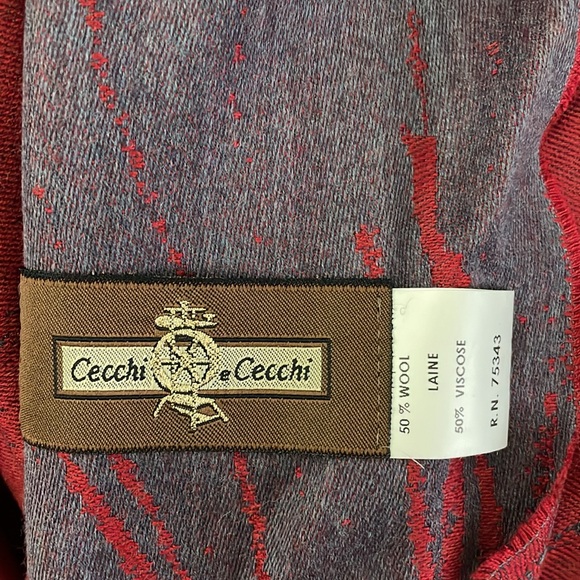 Cecchi e Cecchi
50 % WOOL
LAINE
50% VISCOSE
R.N. 75343